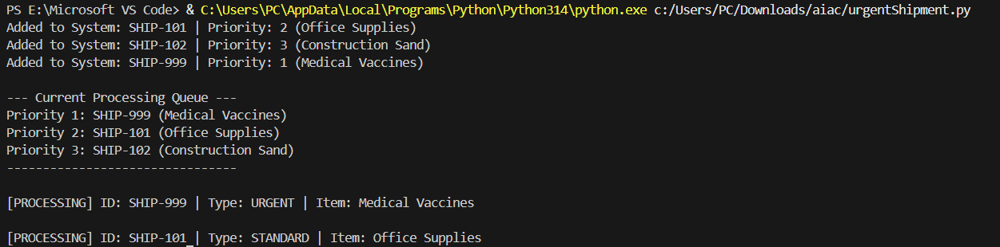 PS E:\Microsoft VS Code> & C:\Users\PC\AppData\Local\Programs\Python\Python314\python.exe c:/Users/PC/Downloads/aiac/urgentShipment.py
Added to System: SHIP-101 | Priority: 2 (Office Supplies)
Added to System: SHIP-102 | Priority: 3 (Construction Sand)
Added to System: SHIP-999 | Priority: 1 (Medical Vaccines)
--- Current Processing Queue ---
Priority 1: SHIP-999 (Medical Vaccines)
Priority 2: SHIP-101 (Office Supplies)
Priority 3: SHIP-102 (Construction Sand)
--------------------------------
[PROCESSING] ID: SHIP-999 | Type: URGENT | Item: Medical Vaccines
[PROCESSING] ID: SHIP-101 | Type: STANDARD | Item: Office Supplies